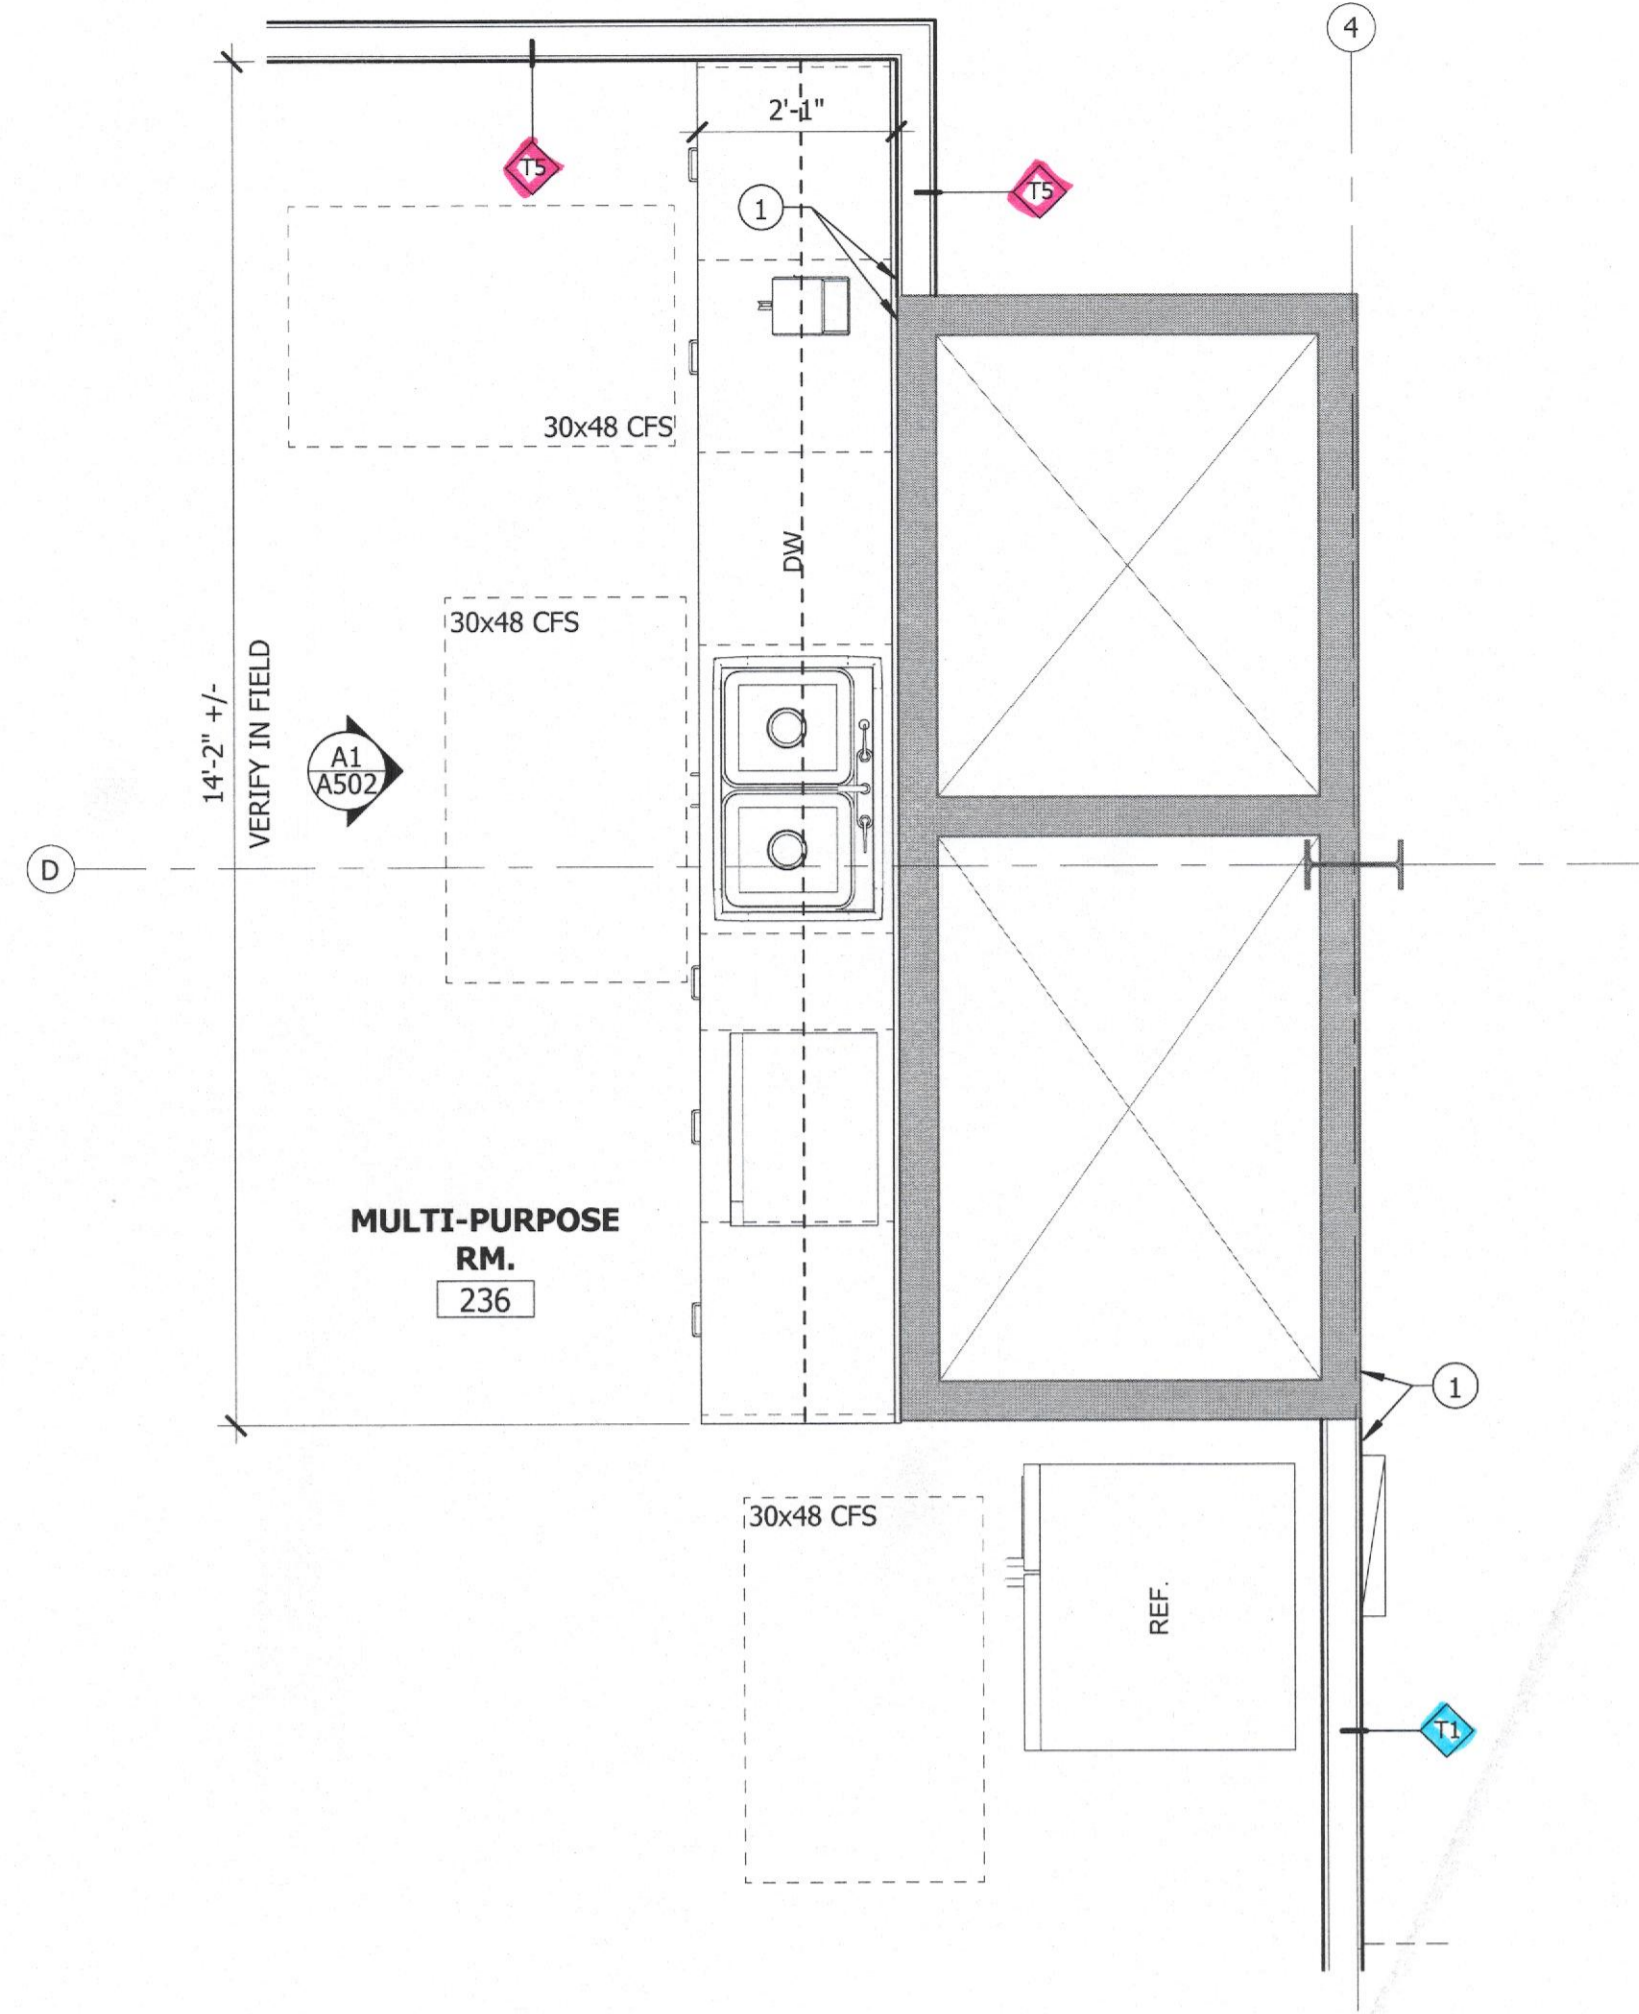 4
2'-1"
T5
T5
1
30x48 CFS
DW
30x48 CFS
14'-2" +/-
VERIFY IN FIELD
A1
A502
D
MULTI-PURPOSE
RM.
236
1
30x48 CFS
REF.
T1